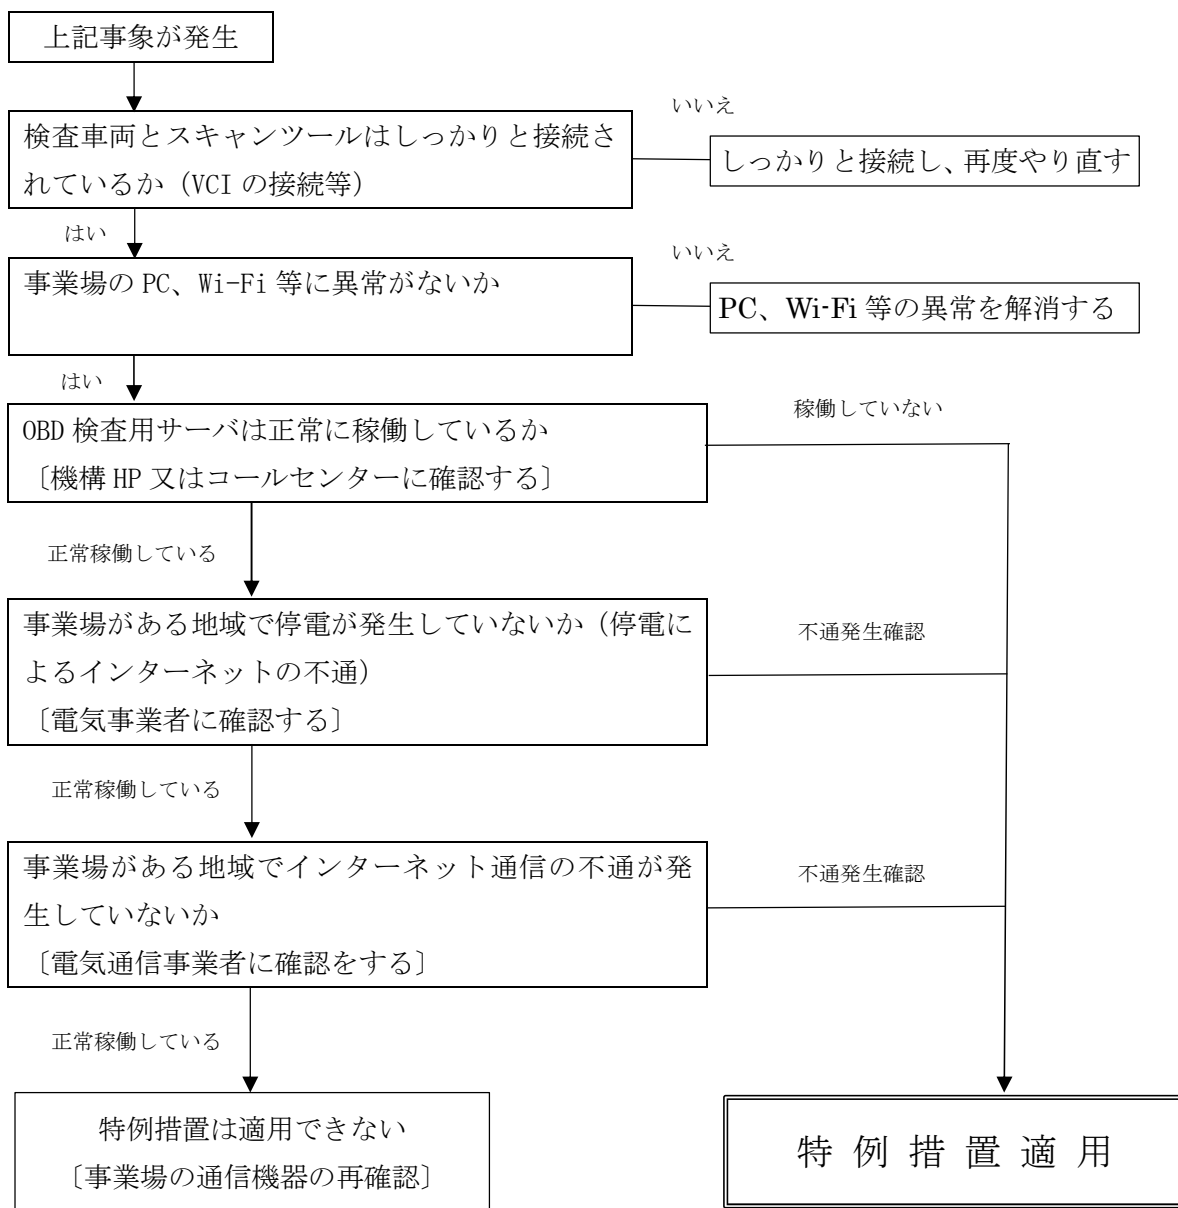 上記事象が発生
いいえ
検査車両とスキャンツールはしっかりと接続さ
れているか（VCI の接続等）
しっかりと接続し、再度やり直す
はい
いいえ
事業場の PC、Wi-Fi 等に異常がないか
PC、Wi-Fi 等の異常を解消する
はい
稼働していない
OBD 検査用サーバは正常に稼働しているか
〔機構 HP 又はコールセンターに確認する〕
正常稼働している
事業場がある地域で停電が発生していないか（停電に
よるインターネットの不通）
〔電気事業者に確認する〕
不通発生確認
正常稼働している
事業場がある地域でインターネット通信の不通が発
生していないか
〔電気通信事業者に確認をする〕
不通発生確認
正常稼働している
特例措置は適用できない
〔事業場の通信機器の再確認〕
特例措置適用